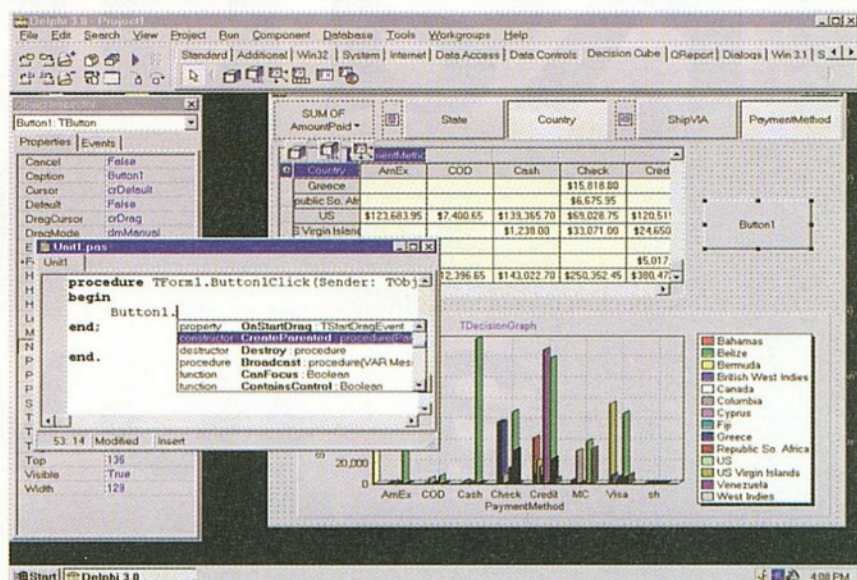 Delphi 3.0 - Project1
File Edit Search View Project Run Component Database Tools Workgroups Help
Standard Additional Win32 System Internet Data Access Data Controls Decision Cube QReport Dialogs Win 3.1 S
Object Inspector
Button1: TButton
Properties Events
Cancel False
Caption Button1
Cursor crDefault
Default False
DragCursor crDrag
DragMode dmManual
E
F
H
H
H
L
M
N
P
P
P
S
T
T
T
Top 136
Visible True
Width 129
SUM OF
AmountPaid
State
Country
ShipVIA
PaymentMethod
Country AmEx COD Cash Check Cred
Greece $15,818.80
public So. Afr $6,675.95
US $123,683.95 $7,400.65 $139,365.70 $69,028.75 $120,51
S Virgin Island $1,238.00 $33,071.00 $24,650
$5,017.
12,396.65 $143,022.70 $250,352.45 $380,47
Button1
Unit1.pas
Unit1
procedure TForm1.Button1Click(Sender: TObj
begin
Button1.
end;
end.
property OnStartDrag : TStartDragEvent
constructor CreateParented : procedure(Par
destructor Destroy : procedure
procedure Broadcast : procedure(VAR Mes
function CanFocus : Boolean
function ContainsControl : Boolean
53: 14 Modified Insert
TDecisionGraph
20,000
0
AmEx COD Cash Check Credit MC Visa sh
PaymentMethod
Bahamas
Belize
Bermuda
British West Indies
Canada
Columbia
Cyprus
Fiji
Greece
Republic So. Africa
US
US Virgin Islands
Venezuela
West Indies
Start Delphi 3.0 4:08 PM